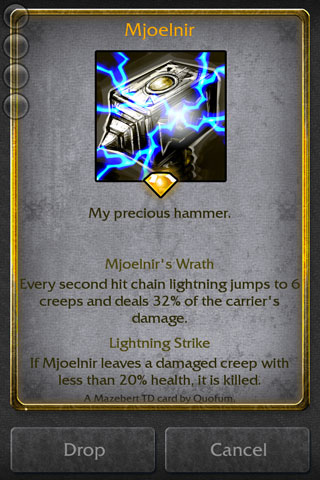 Mjoelnir
My precious hammer.
Mjoelnir's Wrath
Every second hit chain lightning jumps to 6
creeps and deals 32% of the carrier's
damage.
Lightning Strike
If Mjoelnir leaves a damaged creep with
less than 20% health, it is killed.
A Mazebert TD card by Quofum.
Drop
Cancel